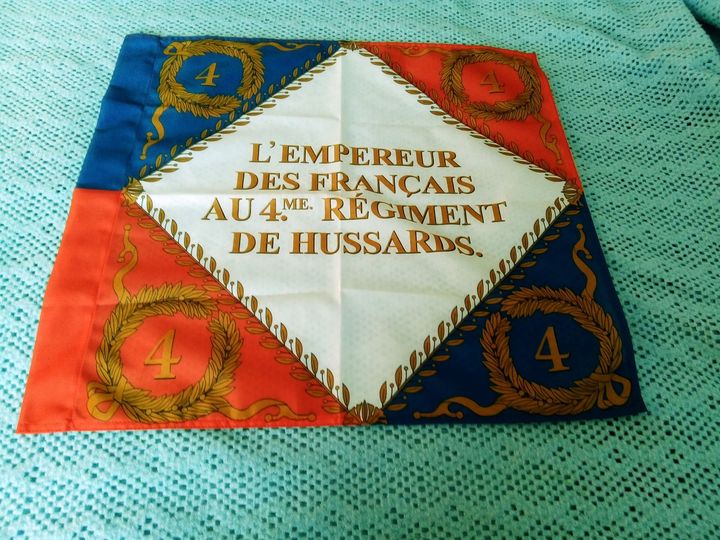 4 4
L'EMPEREUR
DES FRANÇAIS
AU 4.ME. RÉGIMENT
DE HUSSARDS.
4 4